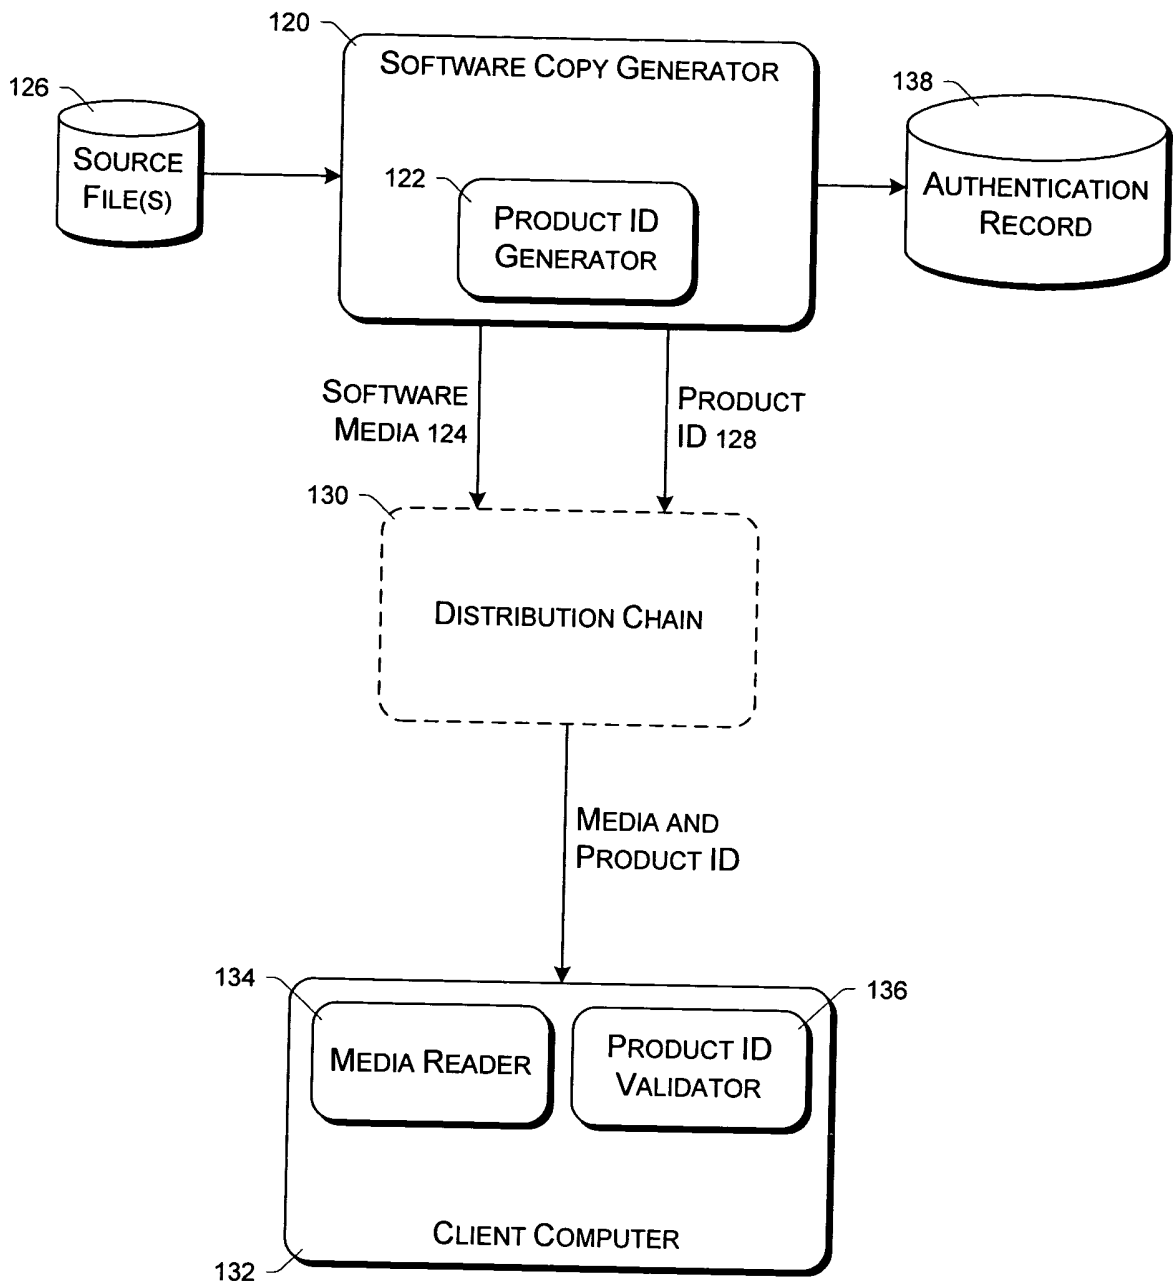 120
SOFTWARE COPY GENERATOR
126
SOURCE
FILE(S)
138
AUTHENTICATION
RECORD
122
PRODUCT ID
GENERATOR
SOFTWARE
MEDIA 124
PRODUCT
ID 128
130
DISTRIBUTION CHAIN
MEDIA AND
PRODUCT ID
134
MEDIA READER
136
PRODUCT ID
VALIDATOR
CLIENT COMPUTER
132